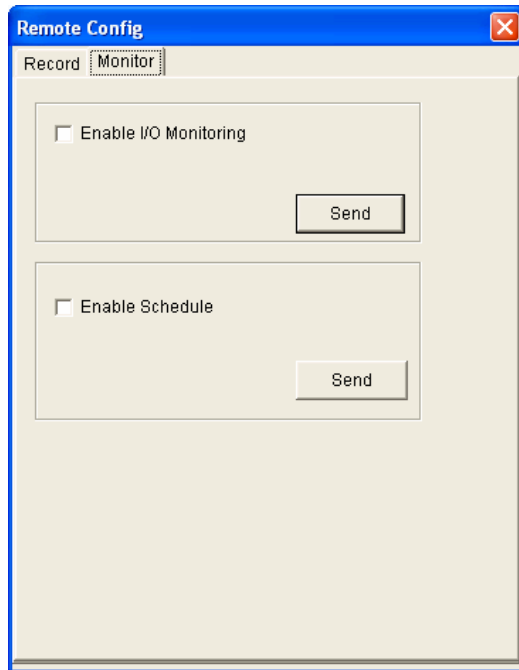 Remote Config
Record Monitor
Enable I/O Monitoring
Send
Enable Schedule
Send